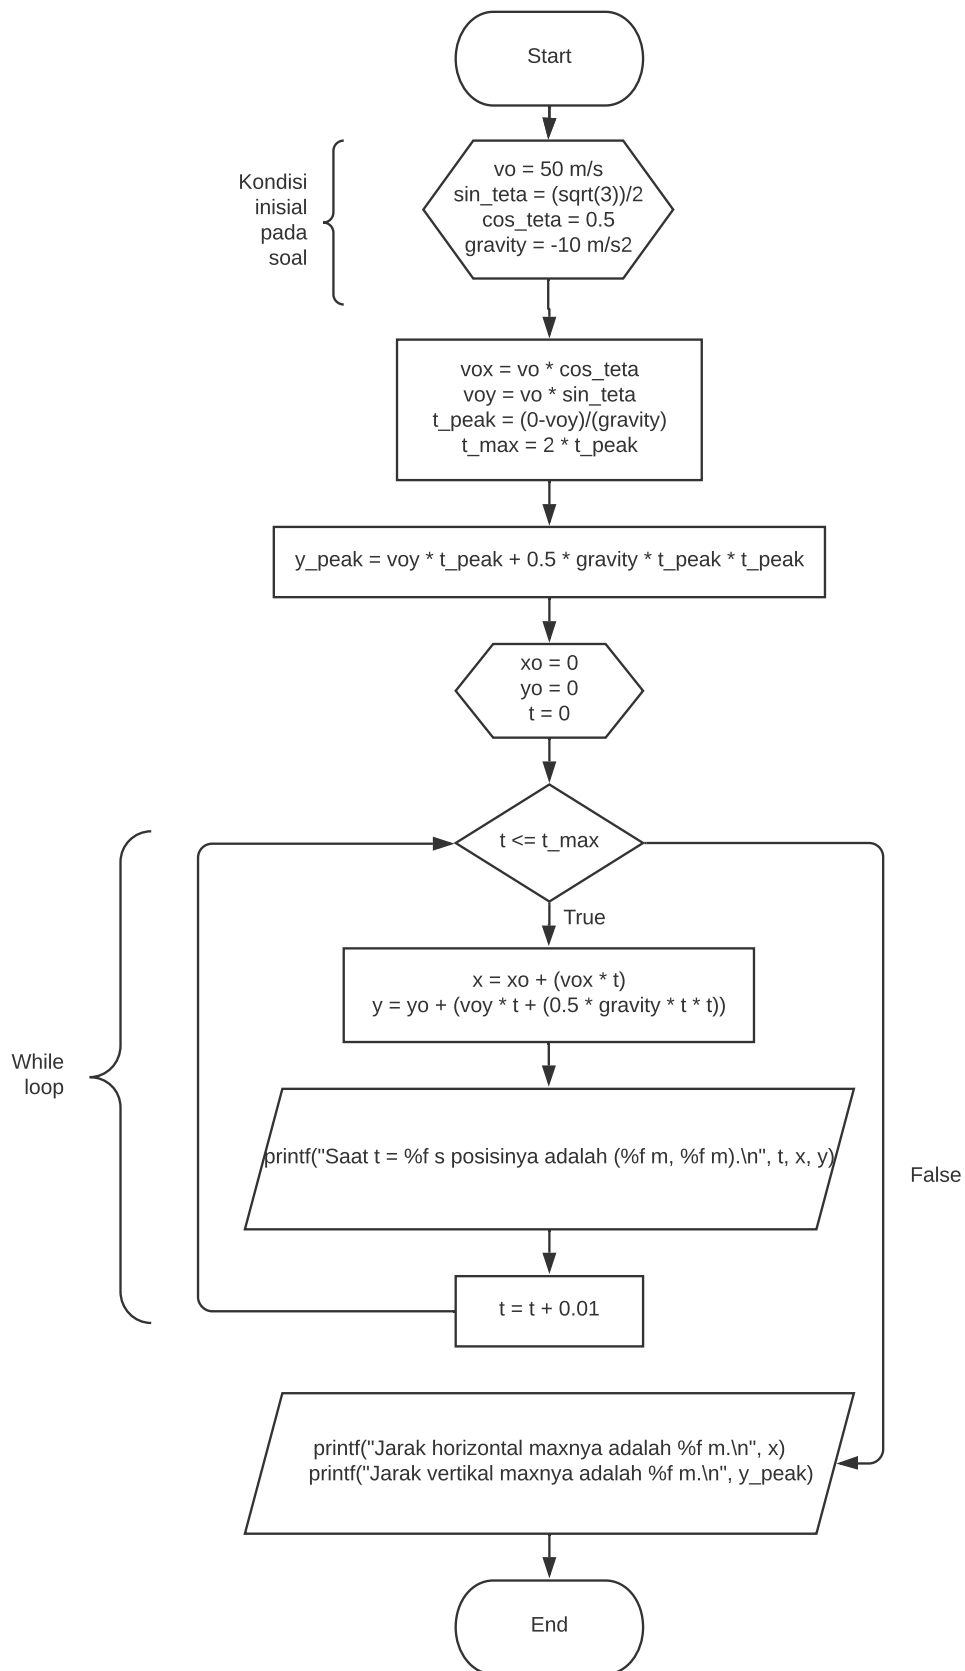 Start
Kondisi
inisial
pada
soal
vo = 50 m/s
sin_teta = (sqrt(3))/2
cos_teta = 0.5
gravity = -10 m/s2
vox = vo * cos_teta
voy = vo * sin_teta
t_peak = (0-voy)/(gravity)
t_max = 2 * t_peak
y_peak = voy * t_peak + 0.5 * gravity * t_peak * t_peak
xo = 0
yo = 0
t = 0
t <= t_max
True
x = xo + (vox * t)
y = yo + (voy * t + (0.5 * gravity * t * t))
While
loop
printf("Saat t = %f s posisinya adalah (%f m, %f m).\n", t, x, y)
False
t = t + 0.01
printf("Jarak horizontal maxnya adalah %f m.\n", x)
printf("Jarak vertikal maxnya adalah %f m.\n", y_peak)
End